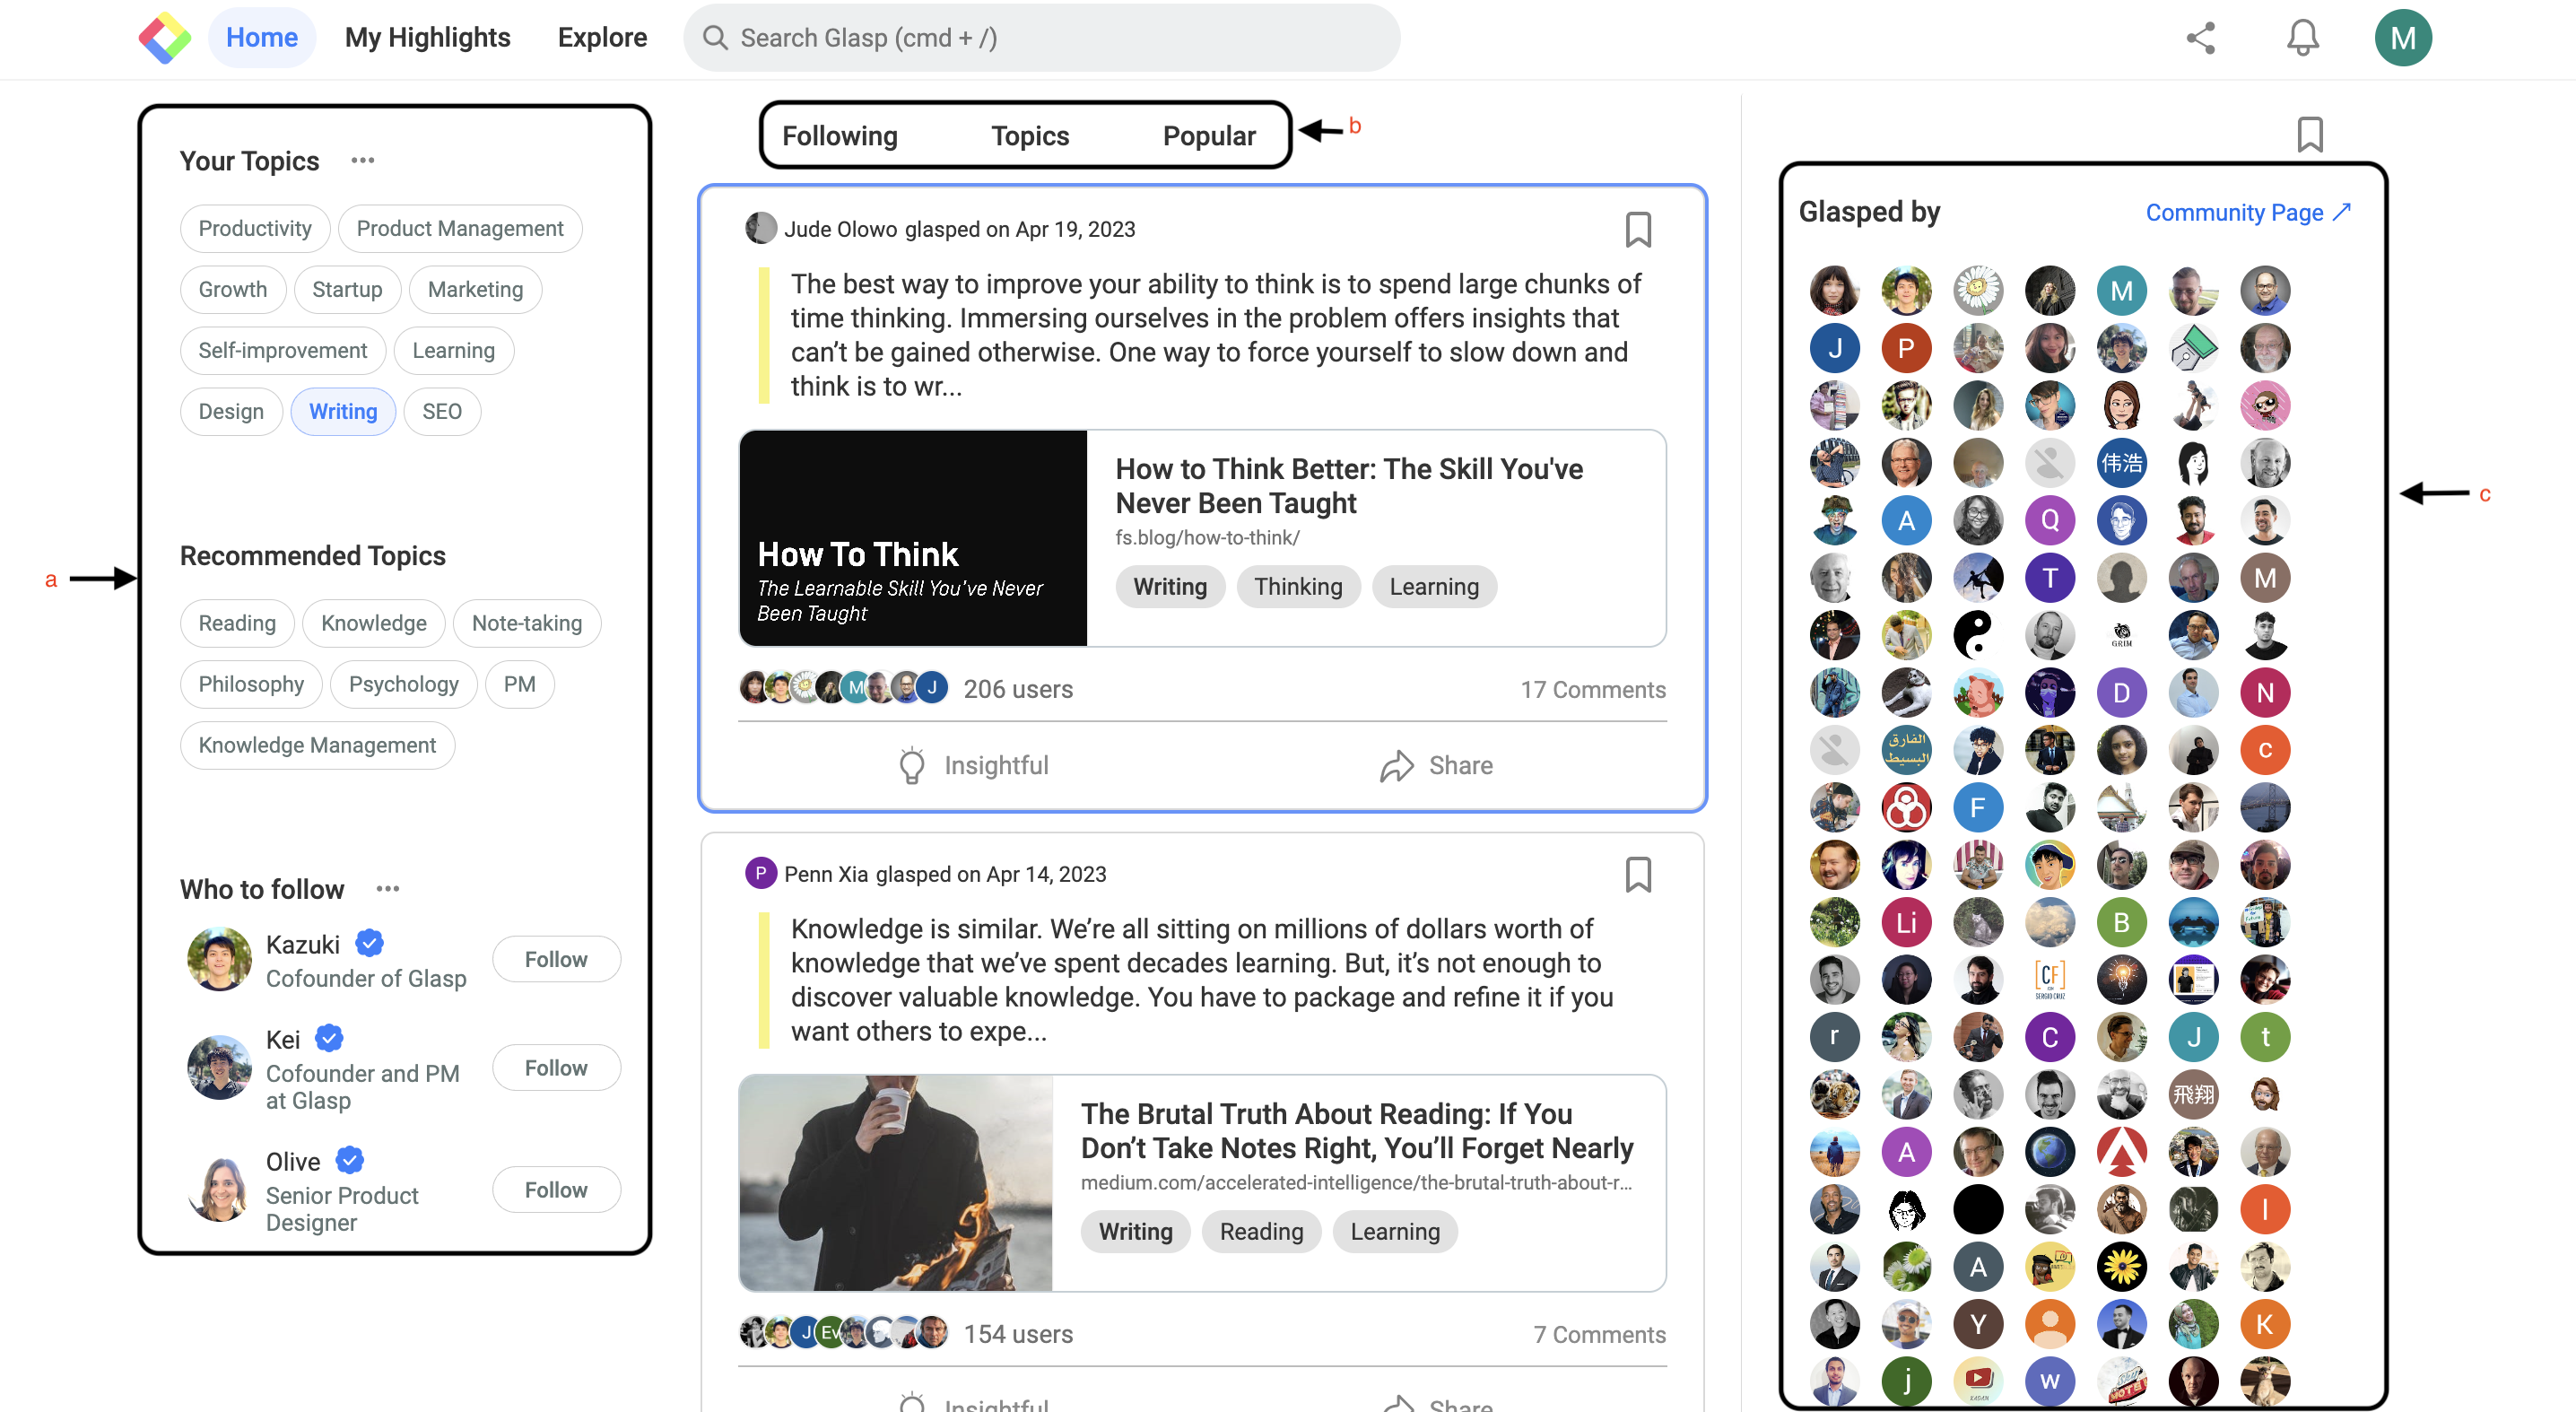 Home
My Highlights
Explore
Search Glasp (cmd + /)
M
a
Your Topics
Productivity
Product Management
Growth
Startup
Marketing
Self-improvement
Learning
Design
Writing
SEO
Recommended Topics
Reading
Knowledge
Note-taking
Philosophy
Psychology
PM
Knowledge Management
Who to follow
Kazuki
Cofounder of Glasp
Follow
Kei
Cofounder and PM
at Glasp
Follow
Olive
Senior Product
Designer
Follow
Following
Topics
Popular
b
Jude Olowo glasped on Apr 19, 2023
The best way to improve your ability to think is to spend large chunks of
time thinking. Immersing ourselves in the problem offers insights that
can’t be gained otherwise. One way to force yourself to slow down and
think is to wr...
How To Think
The Learnable Skill You've Never
Been Taught
How to Think Better: The Skill You've
Never Been Taught
fs.blog/how-to-think/
Writing
Thinking
Learning
M
J
206 users
17 Comments
Insightful
Share
P
Penn Xia glasped on Apr 14, 2023
Knowledge is similar. We’re all sitting on millions of dollars worth of
knowledge that we’ve spent decades learning. But, it’s not enough to
discover valuable knowledge. You have to package and refine it if you
want others to expe...
The Brutal Truth About Reading: If You
Don’t Take Notes Right, You’ll Forget Nearly
medium.com/accelerated-intelligence/the-brutal-truth-about-r...
Writing
Reading
Learning
J
Ev
154 users
7 Comments
Insightful
Share
Glasped by
Community Page
c
M
J
P
伟浩
A
Q
T
M
GRIM
D
N
الفارق
البسيط
c
F
Li
B
CF
SERGIO CRUZ
r
C
J
t
飛翔
A
I
A
Y
K
j
w